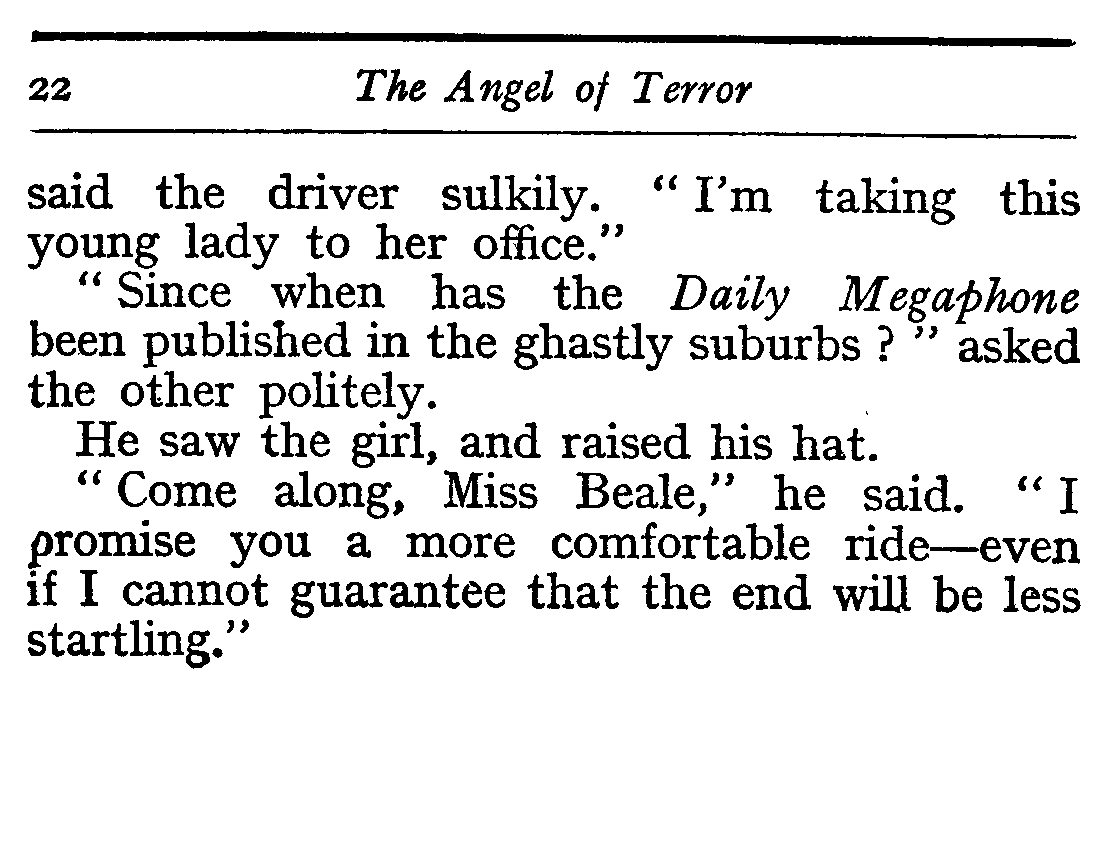 22 The Angel of Terror
said the driver sulkily. “ I’m taking this
young lady to her office.”
“ Since when has the Daily Megaphone
been published in the ghastly suburbs ? ” asked
the other politely.
He saw the girl, and raised his hat.
“ Come along, Miss Beale,” he said. “ I
promise you a more comfortable ride—even
if I cannot guarantee that the end will be less
startling.”